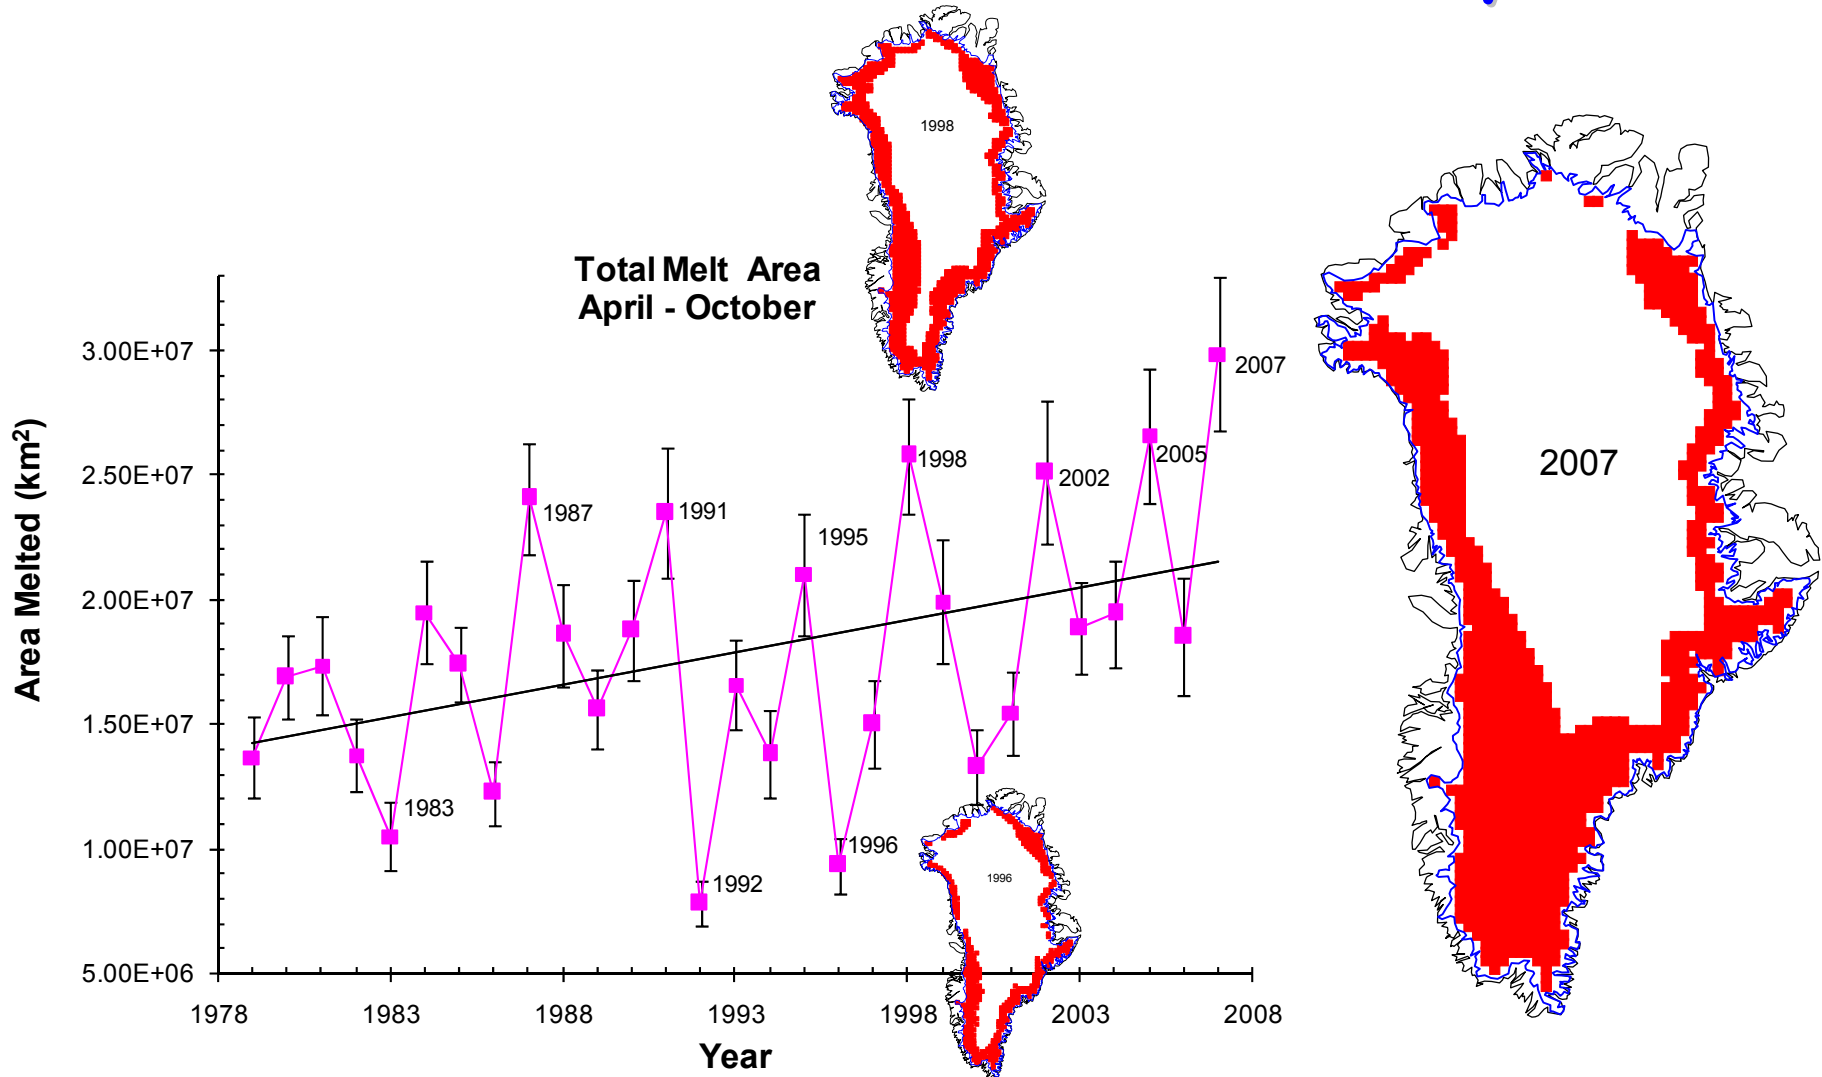 1998
Total Melt Area
April - October
3.00E+07
2.50E+07
2.00E+07
1.50E+07
1.00E+07
5.00E+06
Area Melted (km²)
1983
1987
1991
1992
1995
1996
1998
2002
2005
2007
1996
2007
1978
1983
1988
1993
1998
2003
2008
Year